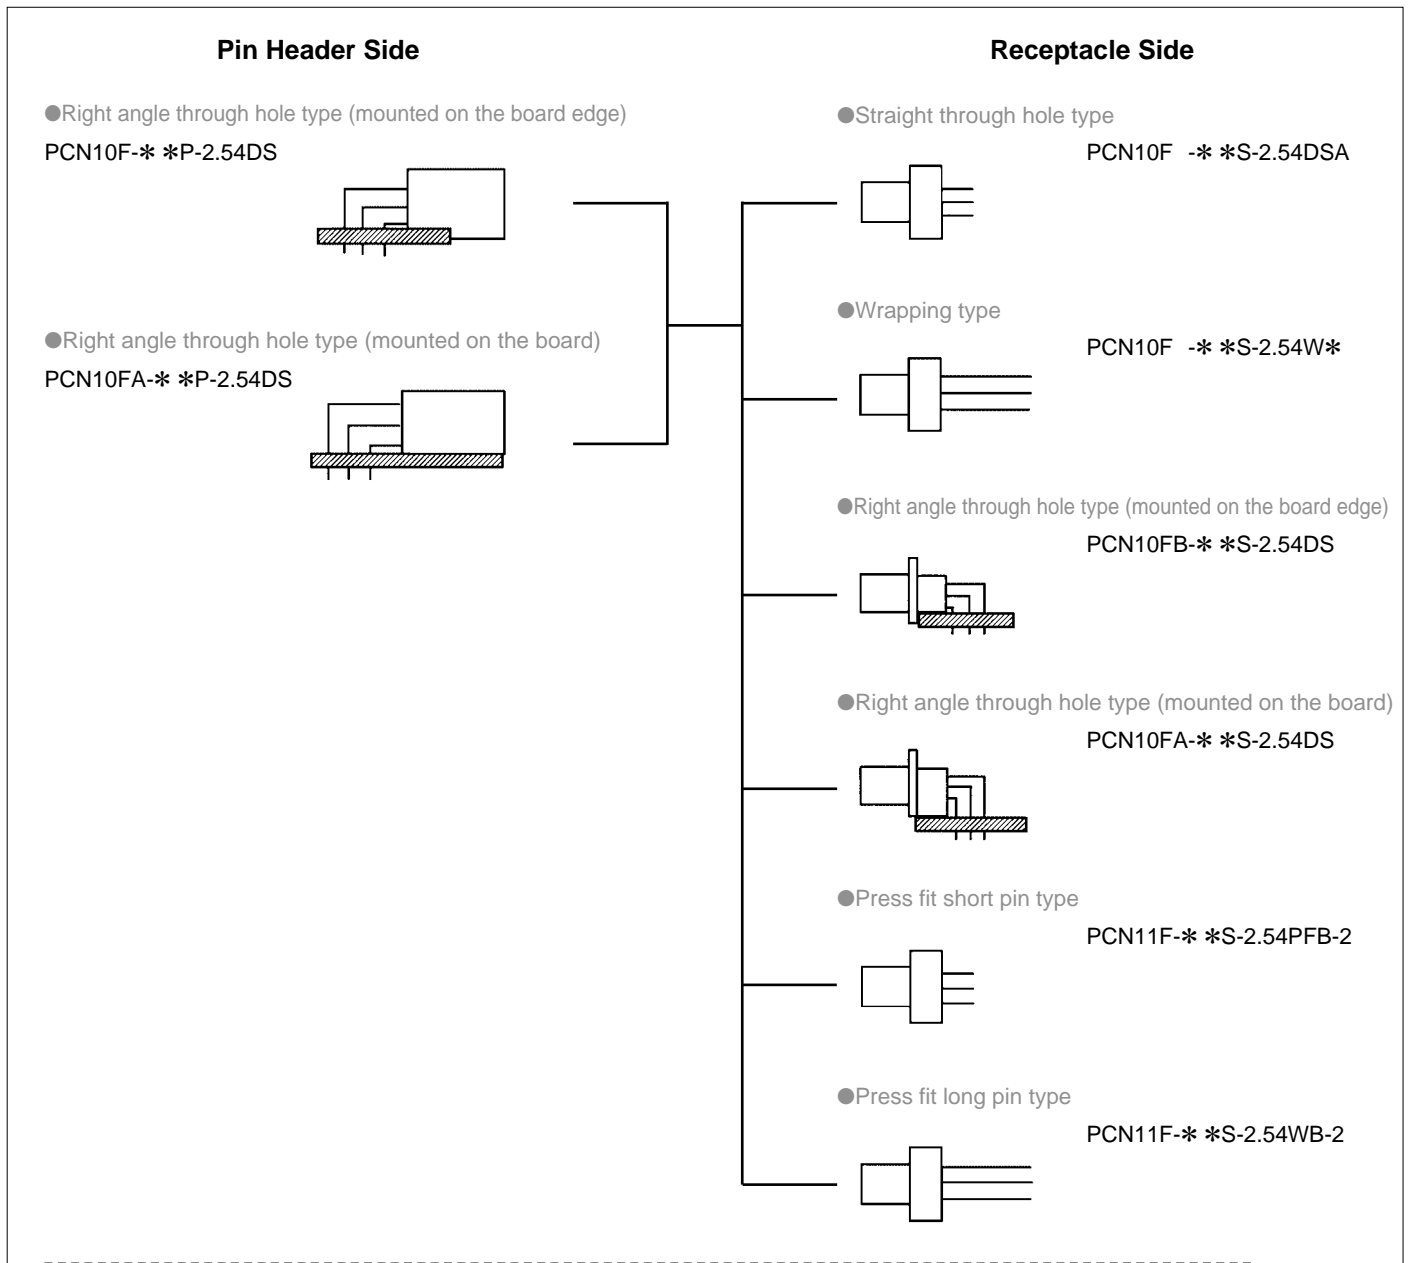 Pin Header Side
●Right angle through hole type (mounted on the board edge)
PCN10F-* *P-2.54DS
●Right angle through hole type (mounted on the board)
PCN10FA-* *P-2.54DS
Receptacle Side
●Straight through hole type
PCN10F -* *S-2.54DSA
●Wrapping type
PCN10F -* *S-2.54W*
●Right angle through hole type (mounted on the board edge)
PCN10FB-* *S-2.54DS
●Right angle through hole type (mounted on the board)
PCN10FA-* *S-2.54DS
●Press fit short pin type
PCN11F-* *S-2.54PFB-2
●Press fit long pin type
PCN11F-* *S-2.54WB-2